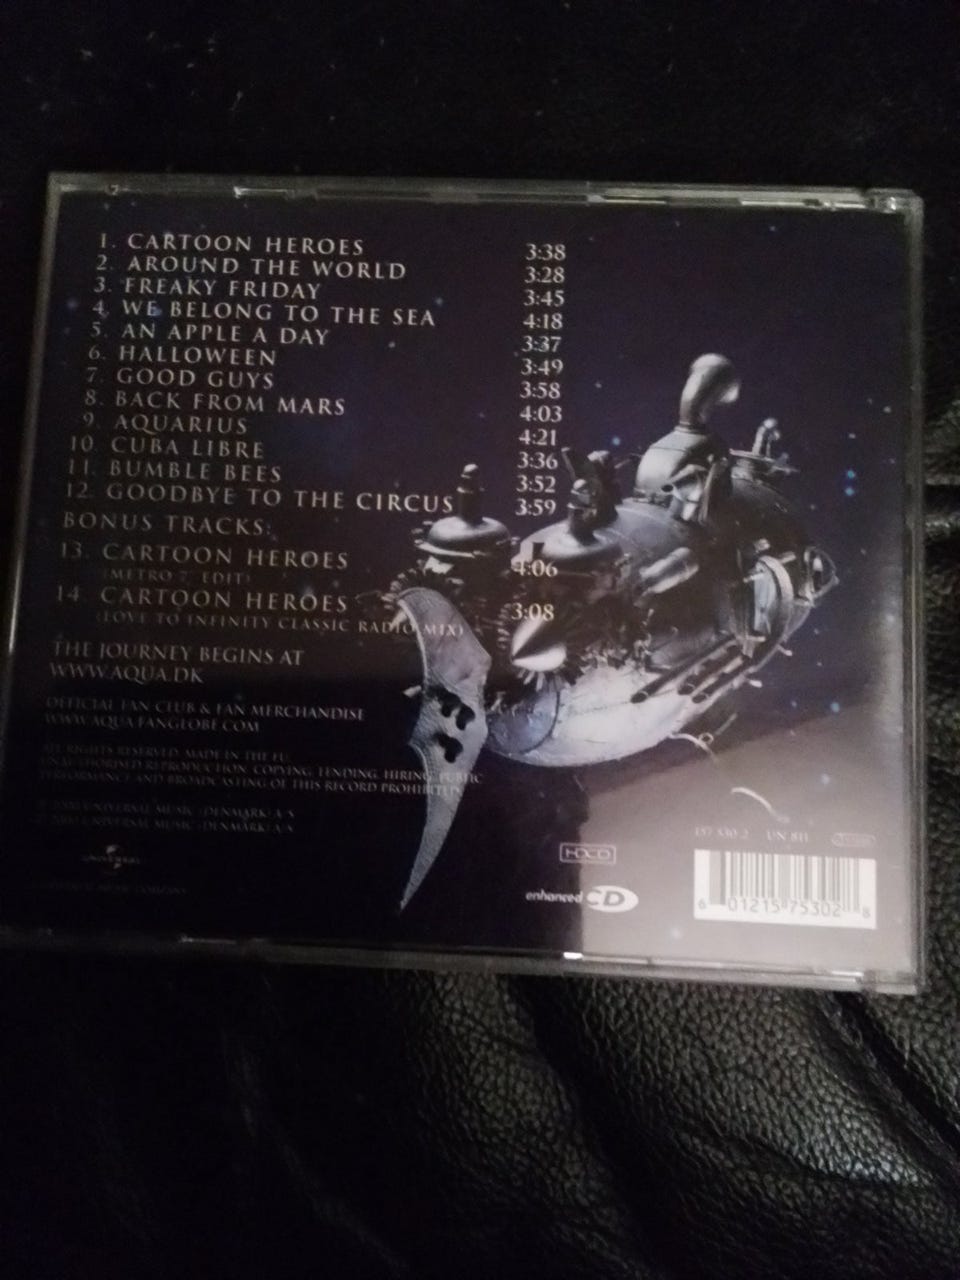 1. CARTOON HEROES 3:38
2. AROUND THE WORLD 3:28
3. FREAKY FRIDAY 3:45
4. WE BELONG TO THE SEA 4:18
5. AN APPLE A DAY 3:37
6. HALLOWEEN 3:49
7. GOOD GUYS 3:58
8. BACK FROM MARS 4:03
9. AQUARIUS 4:21
10. CUBA LIBRE 3:36
11. BUMBLE BEES 3:52
12. GOODBYE TO THE CIRCUS 3:59
BONUS TRACKS:
13. CARTOON HEROES 4:06
(METRO 7" EDIT)
14. CARTOON HEROES 3:08
(LOVE TO INFINITY CLASSIC RADIO MIX)
THE JOURNEY BEGINS AT
WWW.AQUA.DK
OFFICIAL FAN CLUB & FAN MERCHANDISE
WWW.AQUA.FANGLOBE.COM
ALL RIGHTS RESERVED. MADE IN THE EU.
UNAUTHORISED REPRODUCTION, COPYING, LENDING, HIRING, PUBLIC
PERFORMANCE AND BROADCASTING OF THIS RECORD PROHIBITED.
2000 UNIVERSAL MUSIC (DENMARK) A/S
2000 UNIVERSAL MUSIC (DENMARK) A/S
UNIVERSAL
HDCD
enhanced CD
157 530-2 UN 811
6 01215 75302 8